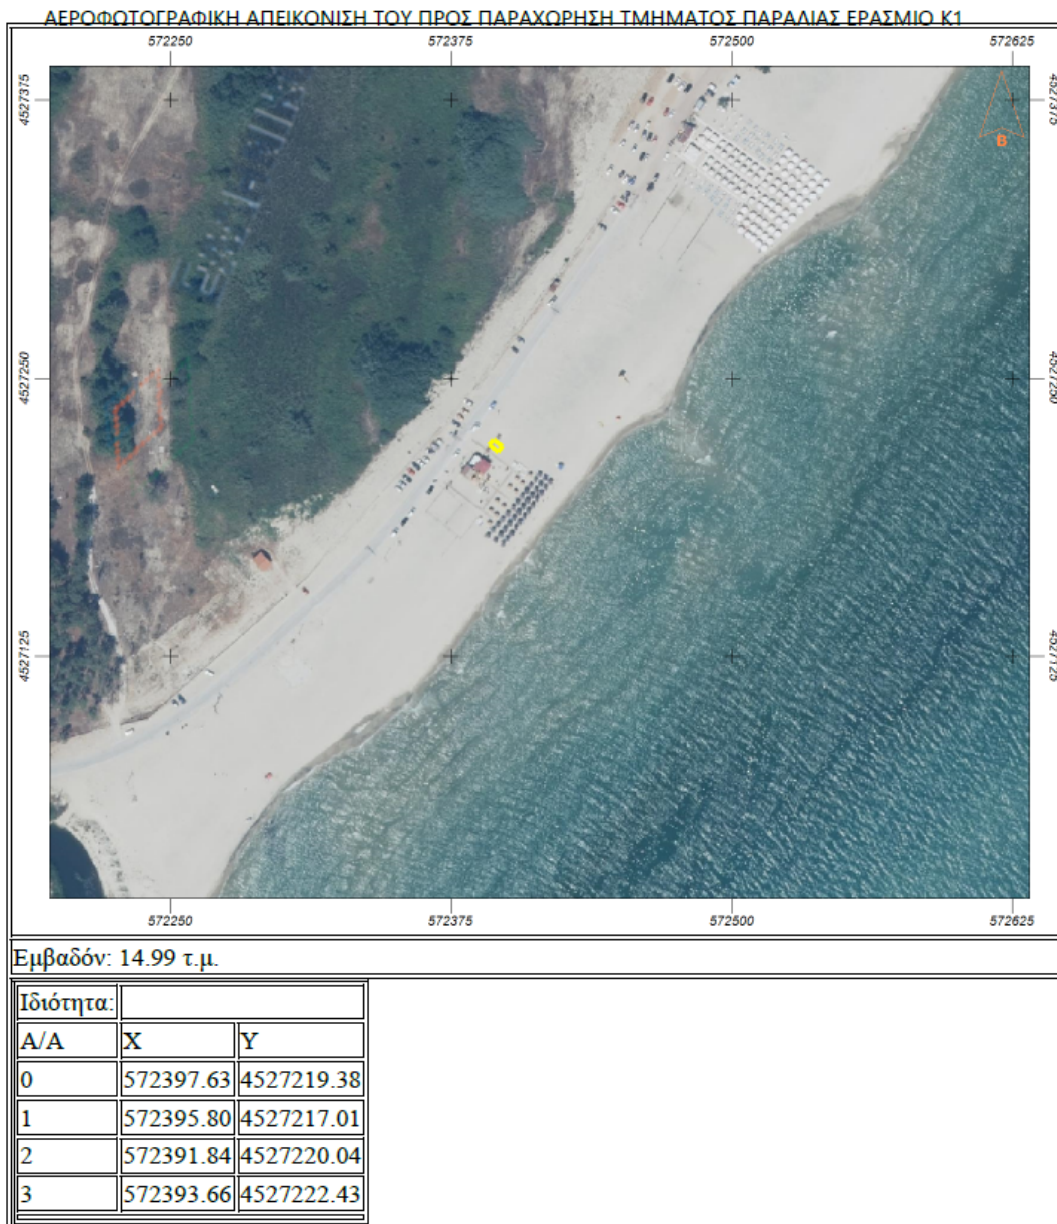 ΑΕΡΟΦΩΤΟΓΡΑΦΙΚΗ ΑΠΕΙΚΟΝΙΣΗ ΤΟΥ ΠΡΟΣ ΠΑΡΑΧΩΡΗΣΗ ΤΜΗΜΑΤΟΣ ΠΑΡΑΛΙΑΣ ΕΡΑΣΜΙΟ Κ1
572250 572375 572500 572625
4527375 4527375
B
4527250 4527250
4527125 4527125
572250 572375 572500 572625
Εμβαδόν: 14.99 τ.μ.
Ιδιότητα:
Α/Α X Y
0 572397.63 4527219.38
1 572395.80 4527217.01
2 572391.84 4527220.04
3 572393.66 4527222.43